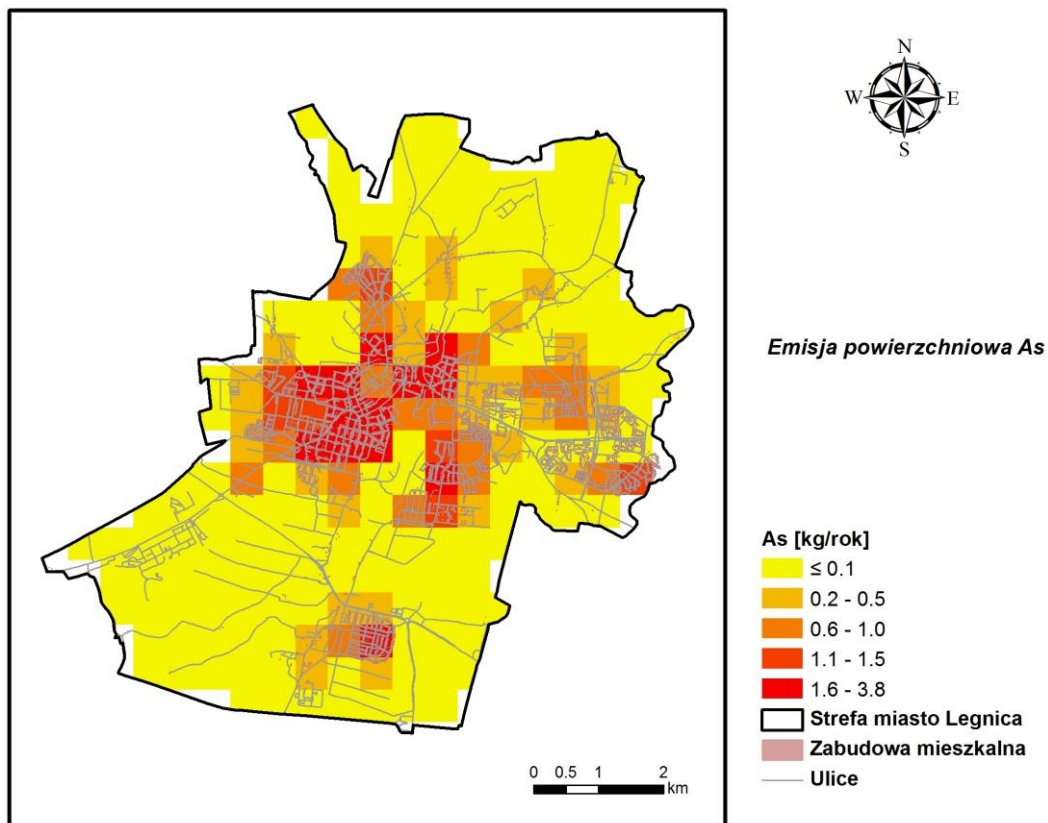 N
W E
S
Emisja powierzchniowa As
As [kg/rok]
≤ 0.1
0.2 - 0.5
0.6 - 1.0
1.1 - 1.5
1.6 - 3.8
Strefa miasto Legnica
Zabudowa mieszkalna
Ulice
0 0.5 1 2
km